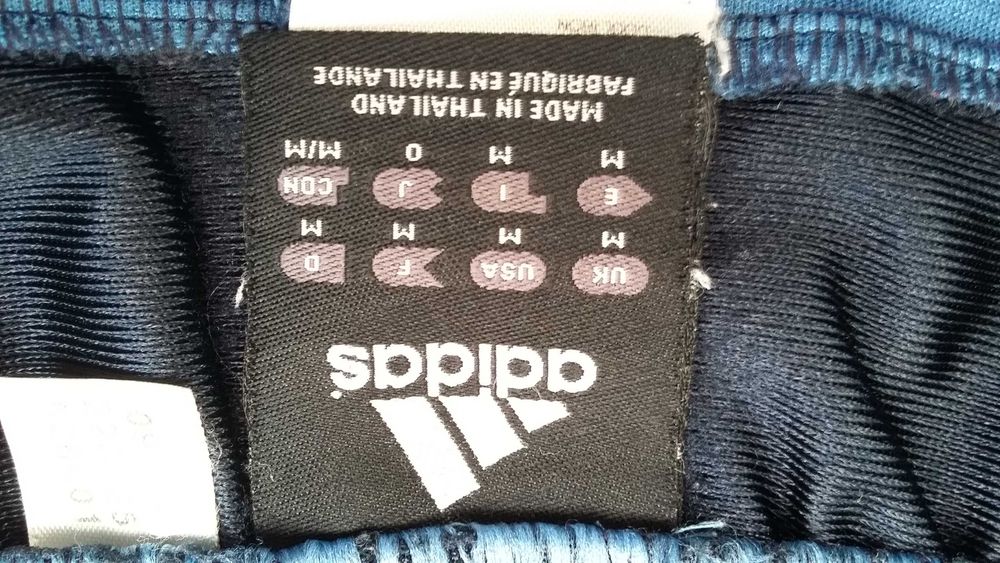 adidas
UK USA F D
M M M M
E I J CON
M M O M/M
MADE IN THAILAND
FABRIQUÉ EN THAILANDE